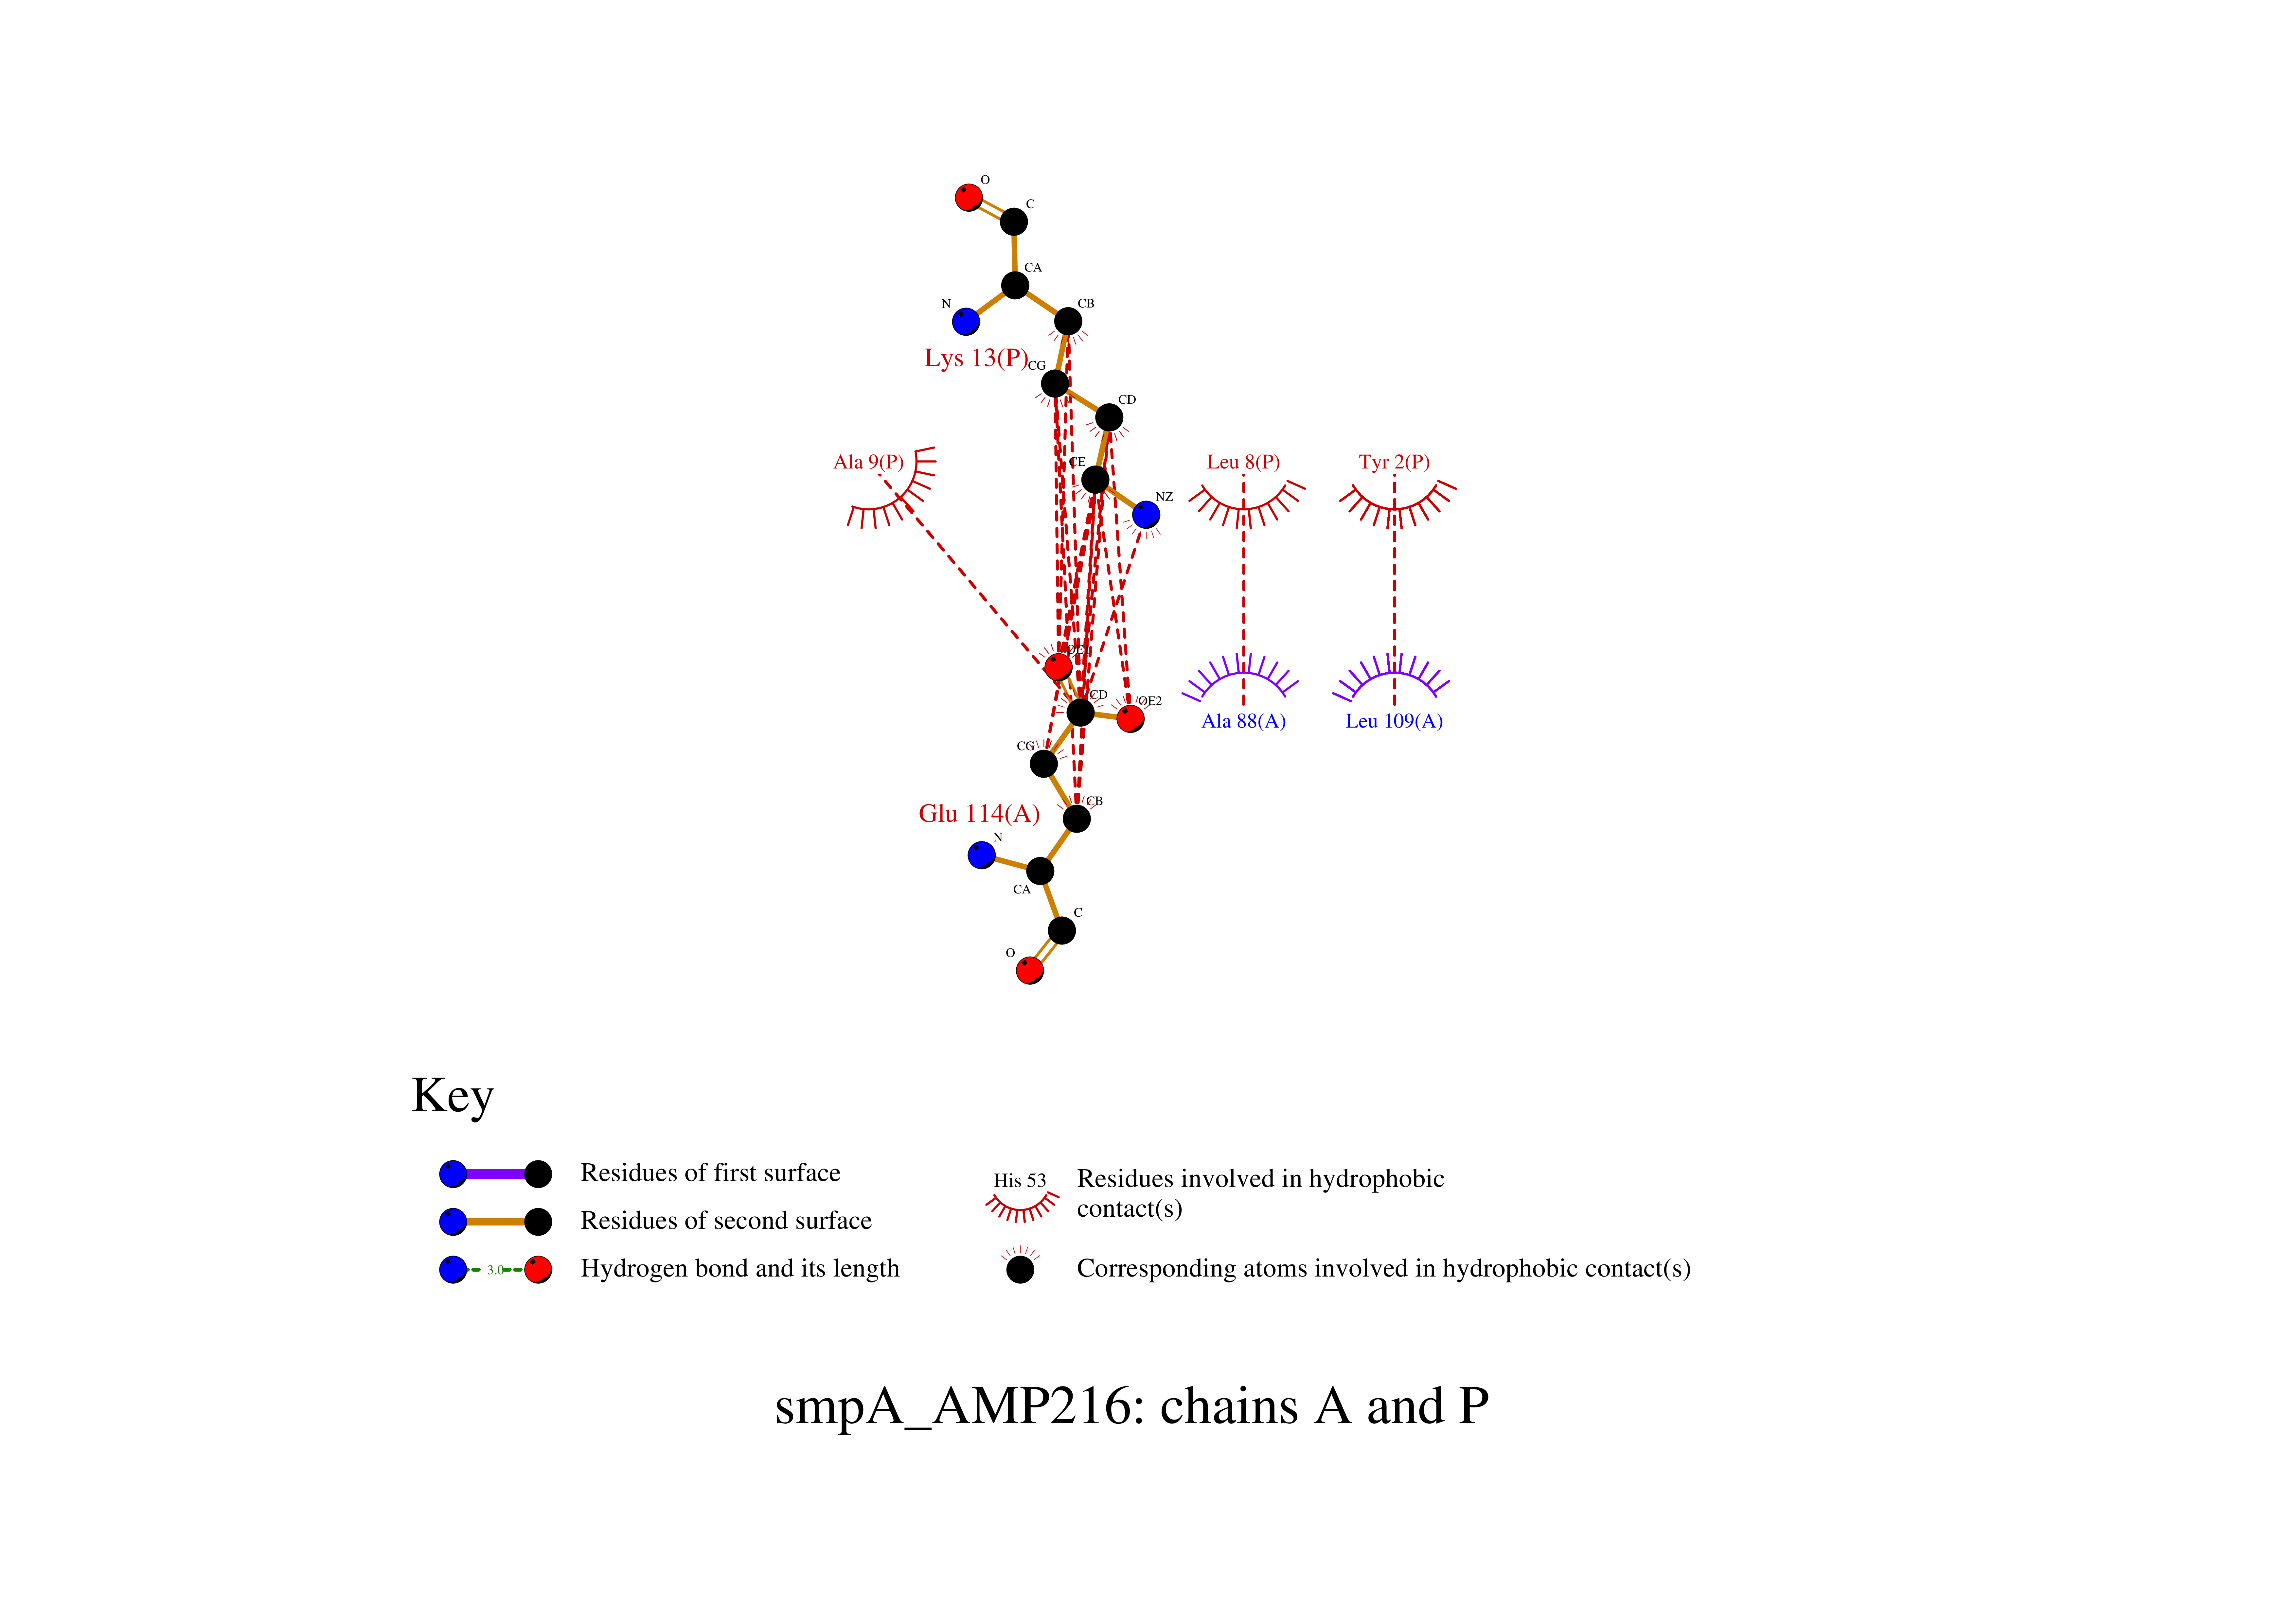 O
C
CA
N
CB
Lys 13(P)
CG
CD
CE
NZ
Ala 9(P)
Leu 8(P)
Tyr 2(P)
CD
OE2
Ala 88(A)
Leu 109(A)
CG
CB
Glu 114(A)
N
CA
C
O
Key
Residues of first surface
Residues of second surface
3.0
Hydrogen bond and its length
His 53
Residues involved in hydrophobic
contact(s)
Corresponding atoms involved in hydrophobic contact(s)
smpA_AMP216: chains A and P